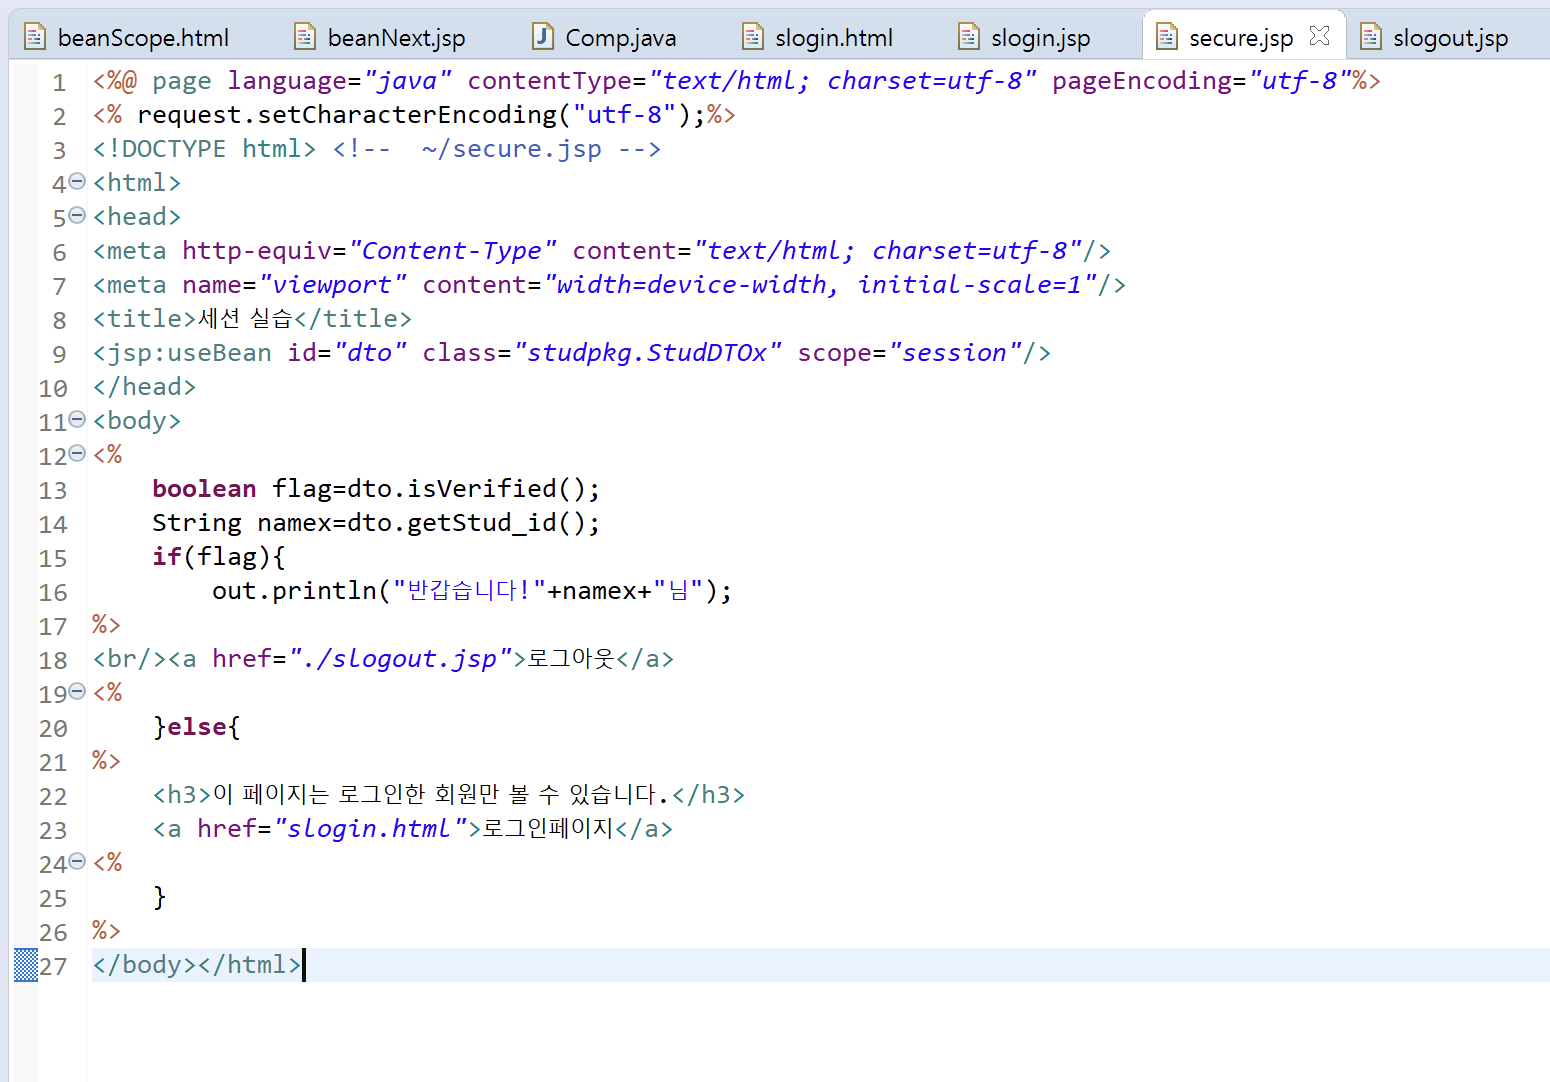 beanScope.html beanNext.jsp Comp.java slogin.html slogin.jsp secure.jsp slogout.jsp
1 <%@ page language="java" contentType="text/html; charset=utf-8" pageEncoding="utf-8"%>
2 <% request.setCharacterEncoding("utf-8");%>
3 <!DOCTYPE html> <!--  ~/secure.jsp -->
4 <html>
5 <head>
6 <meta http-equiv="Content-Type" content="text/html; charset=utf-8"/>
7 <meta name="viewport" content="width=device-width, initial-scale=1"/>
8 <title>세션 실습</title>
9 <jsp:useBean id="dto" class="studpkg.StudDTOx" scope="session"/>
10 </head>
11 <body>
12 <%
13     boolean flag=dto.isVerified();
14     String namex=dto.getStud_id();
15     if(flag){
16         out.println("반갑습니다!"+namex+"님");
17 %>
18 <br/><a href="./slogout.jsp">로그아웃</a>
19 <%
20     }else{
21 %>
22     <h3>이 페이지는 로그인한 회원만 볼 수 있습니다.</h3>
23     <a href="slogin.html">로그인페이지</a>
24 <%
25     }
26 %>
27 </body></html>